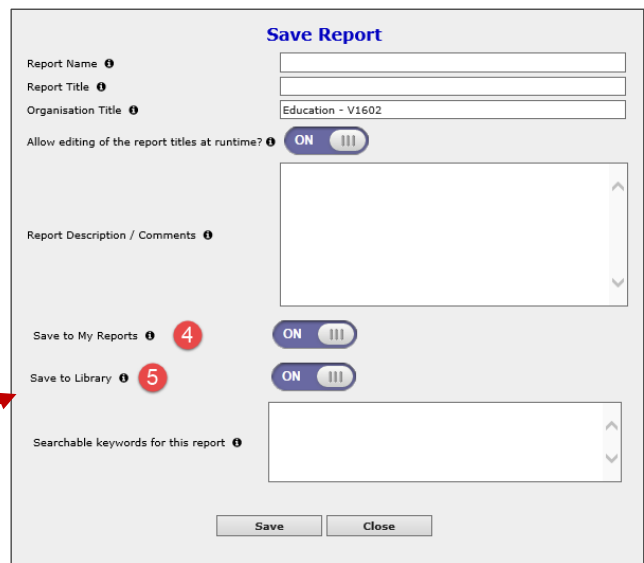 Save Report
Report Name
Report Title
Organisation Title Education - V1602
Allow editing of the report titles at runtime? ON
Report Description / Comments
Save to My Reports 4 ON
Save to Library 5 ON
Searchable keywords for this report
Save Close